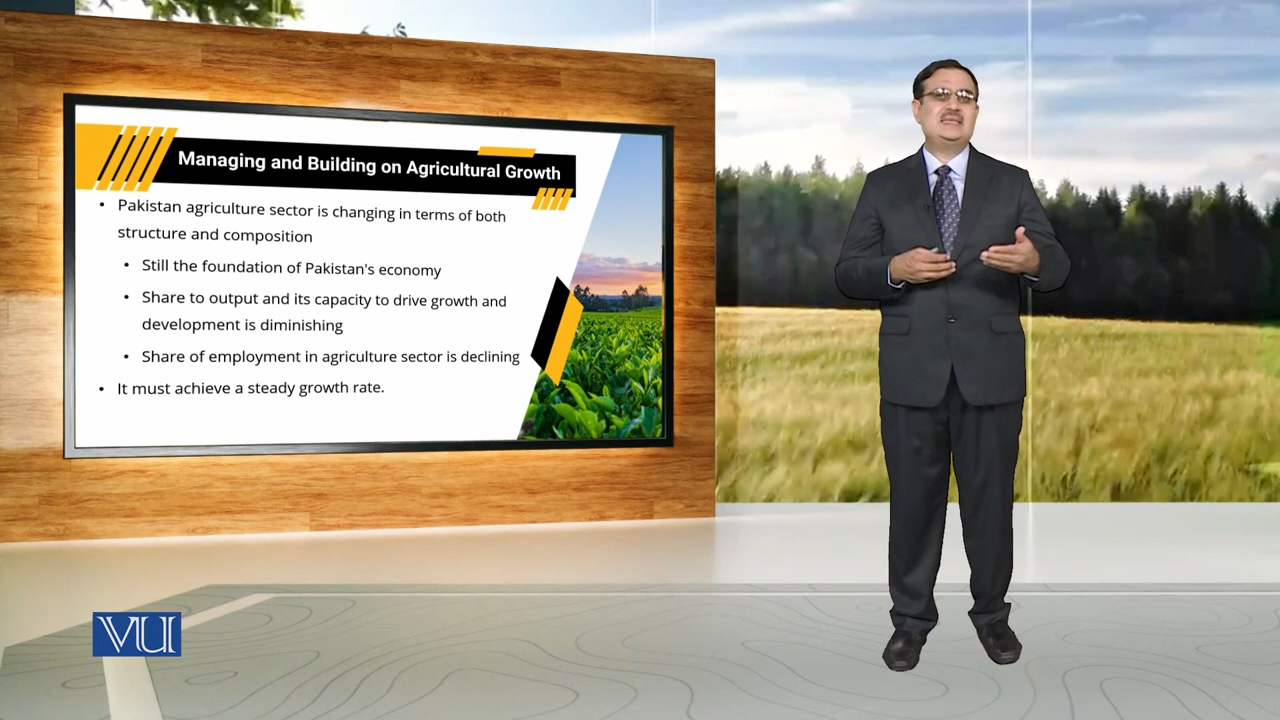 Managing and Building on Agricultural Growth
• Pakistan agriculture sector is changing in terms of both
structure and composition
• Still the foundation of Pakistan's economy
• Share to output and its capacity to drive growth and
development is diminishing
• Share of employment in agriculture sector is declining
• It must achieve a steady growth rate.
VU